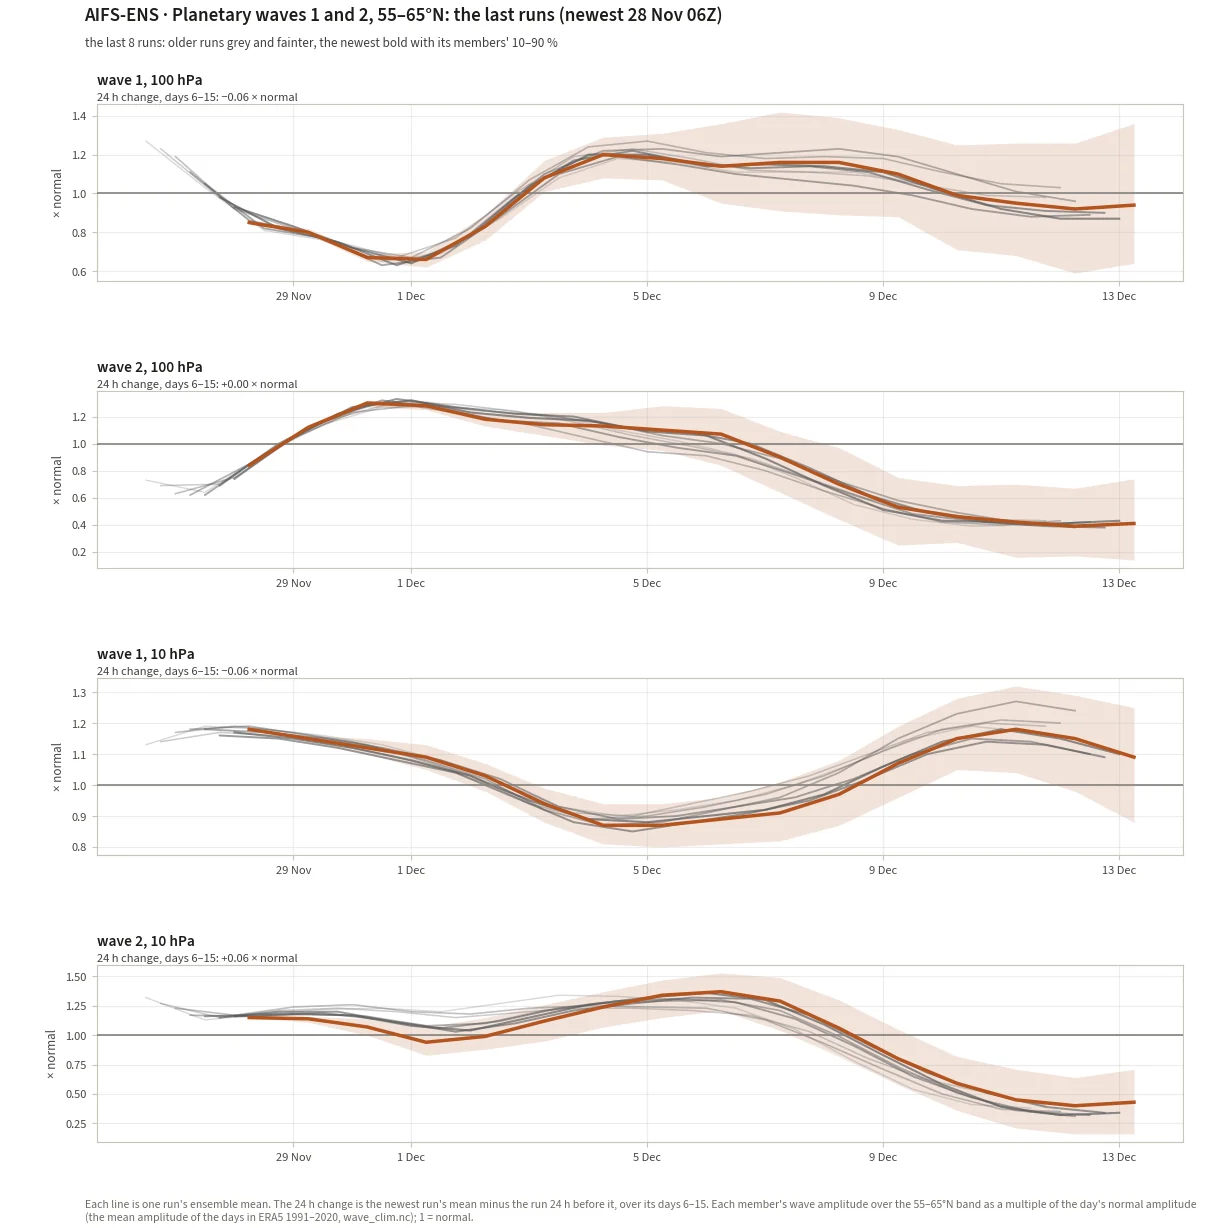 AIFS-ENS · Planetary waves 1 and 2, 55–65°N: the last runs (newest 28 Nov 06Z)
the last 8 runs: older runs grey and fainter, the newest bold with its members' 10–90 %
wave 1, 100 hPa
24 h change, days 6–15: −0.06 × normal
1.4
1.2
1.0
0.8
0.6
× normal
29 Nov 1 Dec 5 Dec 9 Dec 13 Dec
wave 2, 100 hPa
24 h change, days 6–15: +0.00 × normal
1.2
1.0
0.8
0.6
0.4
0.2
× normal
29 Nov 1 Dec 5 Dec 9 Dec 13 Dec
wave 1, 10 hPa
24 h change, days 6–15: −0.06 × normal
1.3
1.2
1.1
1.0
0.9
0.8
× normal
29 Nov 1 Dec 5 Dec 9 Dec 13 Dec
wave 2, 10 hPa
24 h change, days 6–15: +0.06 × normal
1.50
1.25
1.00
0.75
0.50
0.25
× normal
29 Nov 1 Dec 5 Dec 9 Dec 13 Dec
Each line is one run's ensemble mean. The 24 h change is the newest run's mean minus the run 24 h before it, over its days 6–15. Each member's wave amplitude over the 55–65°N band as a multiple of the day's normal amplitude
(the mean amplitude of the days in ERA5 1991–2020, wave_clim.nc); 1 = normal.